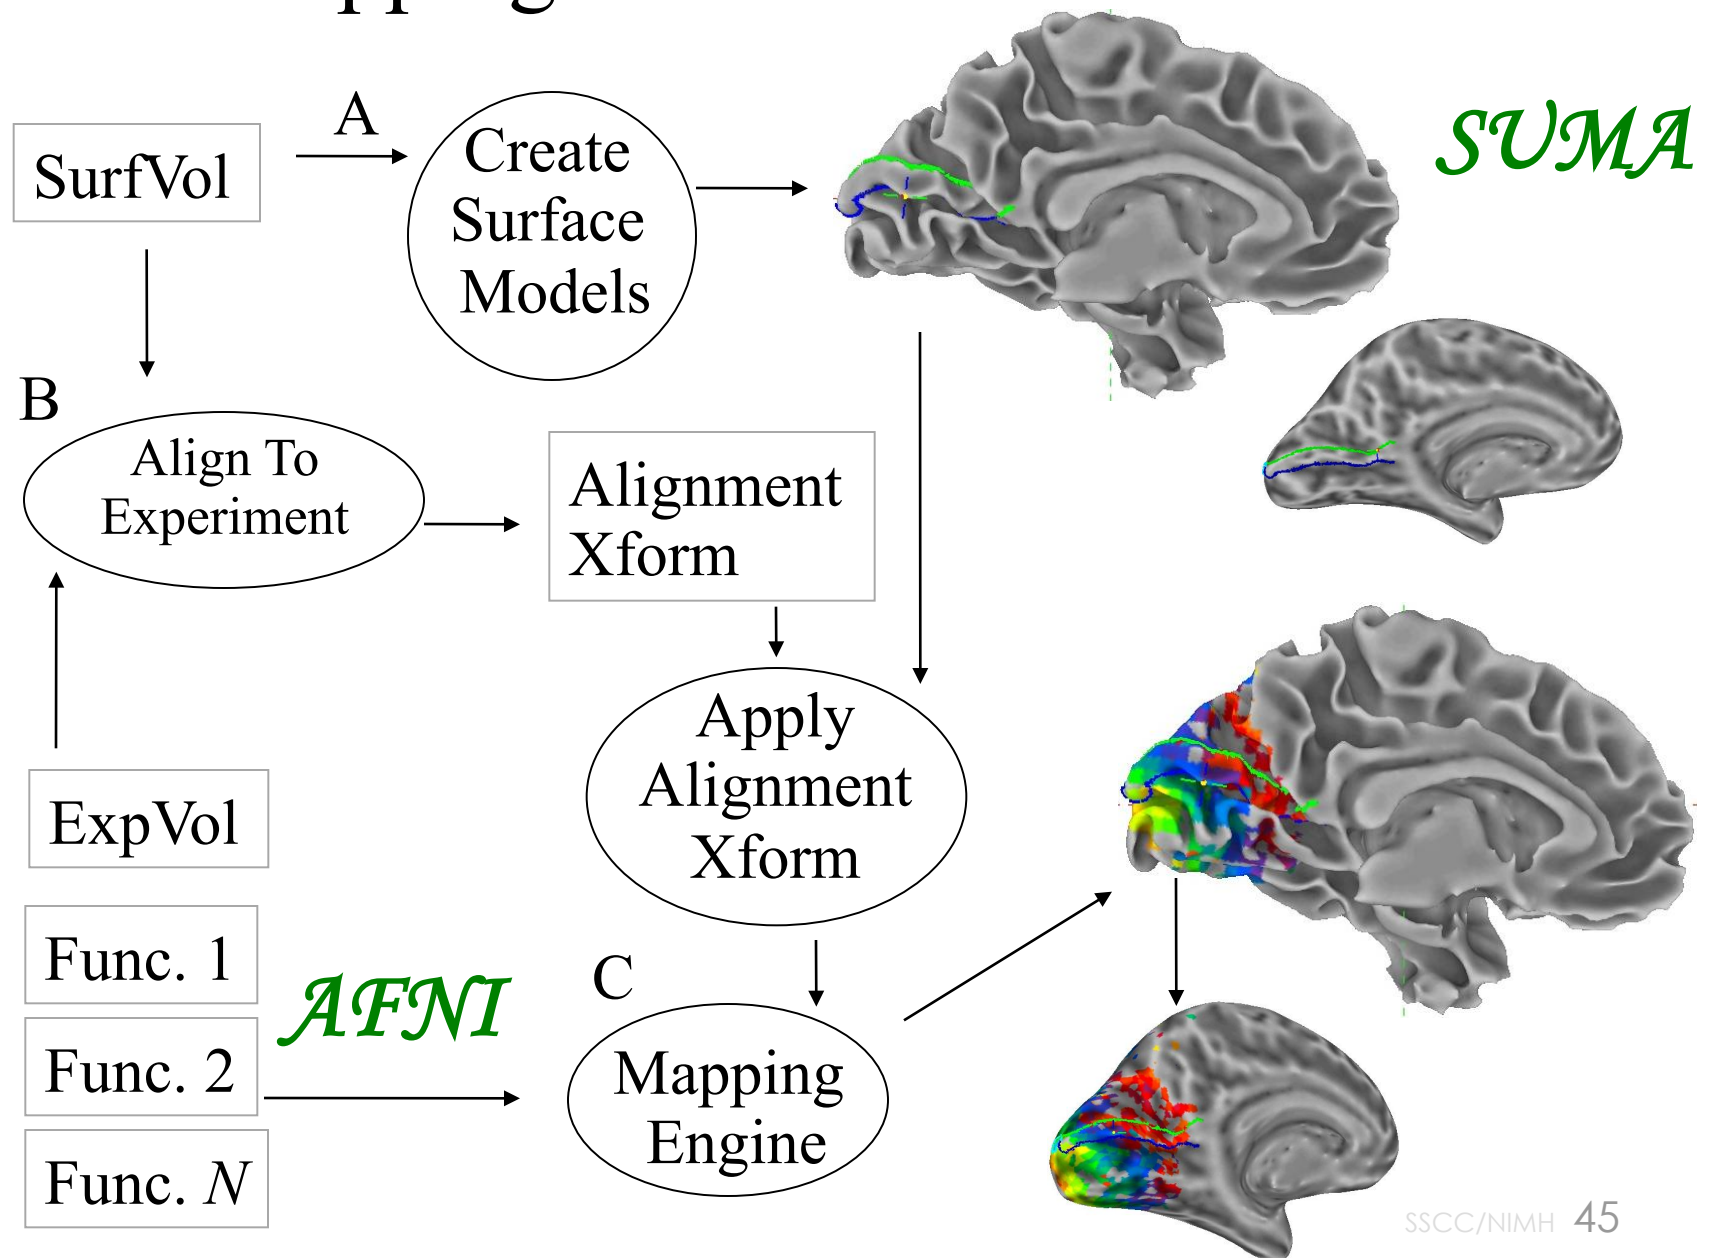 A
SurfVol
Create
Surface
Models
SUMA
B
Align To
Experiment
Alignment
Xform
Apply
Alignment
Xform
ExpVol
Func. 1
AFNI
C
Func. 2
Mapping
Engine
Func. N
SSCC/NIMH 45